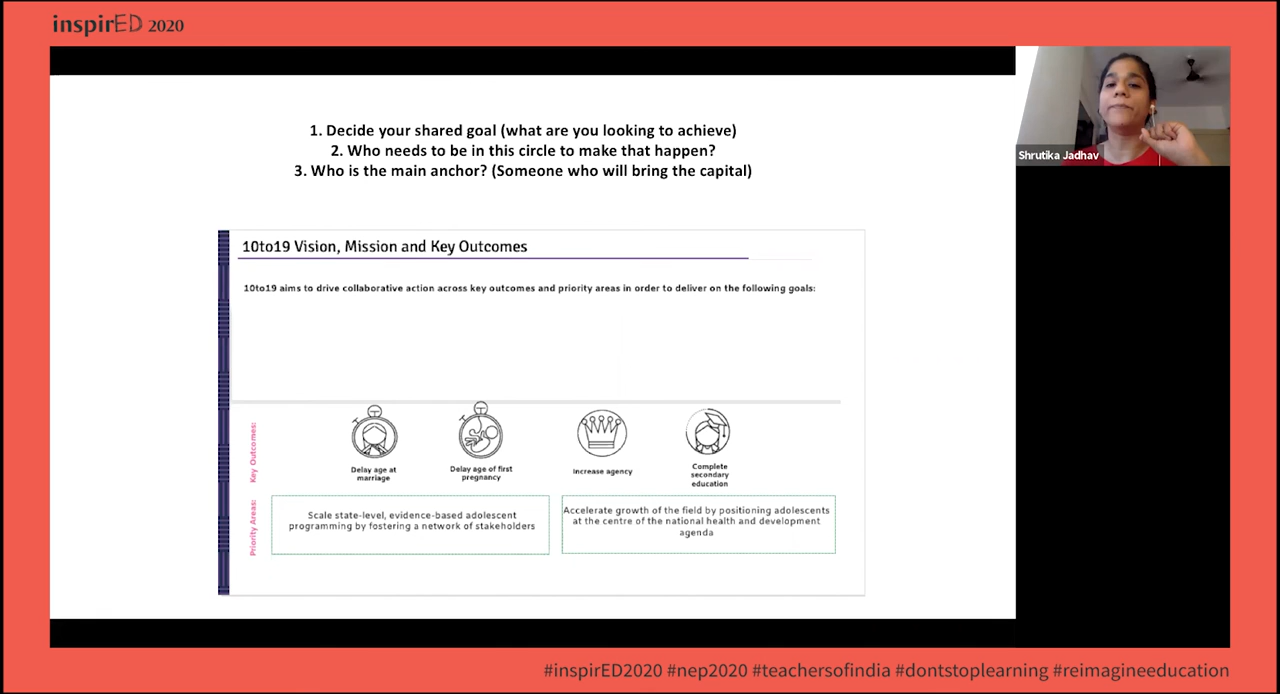 inspirED 2020
1. Decide your shared goal (what are you looking to achieve)
2. Who needs to be in this circle to make that happen?
3. Who is the main anchor? (Someone who will bring the capital)
Shrutika Jadhav
10to19 Vision, Mission and Key Outcomes
10to19 aims to drive collaborative action across key outcomes and priority areas in order to deliver on the following goals:
Key Outcomes:
Delay age at
marriage
Delay age of first
pregnancy
Increase agency
Complete
secondary
education
Priority Areas:
Scale state-level, evidence-based adolescent
programming by fostering a network of stakeholders
Accelerate growth of the field by positioning adolescents
at the centre of the national health and development
agenda
#inspirED2020 #nep2020 #teachersofindia #dontstoplearning #reimagineeducation